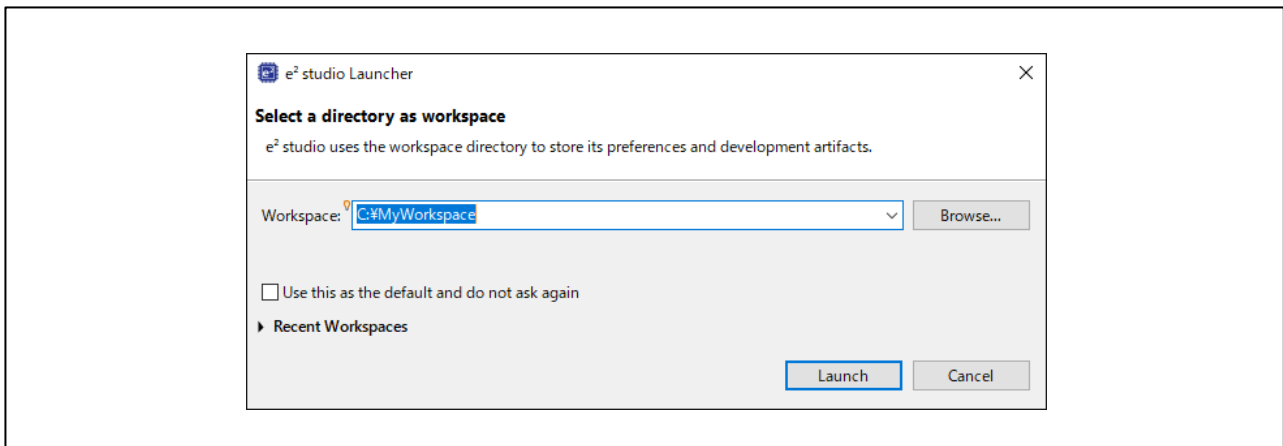 e² studio Launcher
Select a directory as workspace
e² studio uses the workspace directory to store its preferences and development artifacts.
Workspace: C:¥MyWorkspace Browse...
Use this as the default and do not ask again
Recent Workspaces
Launch Cancel